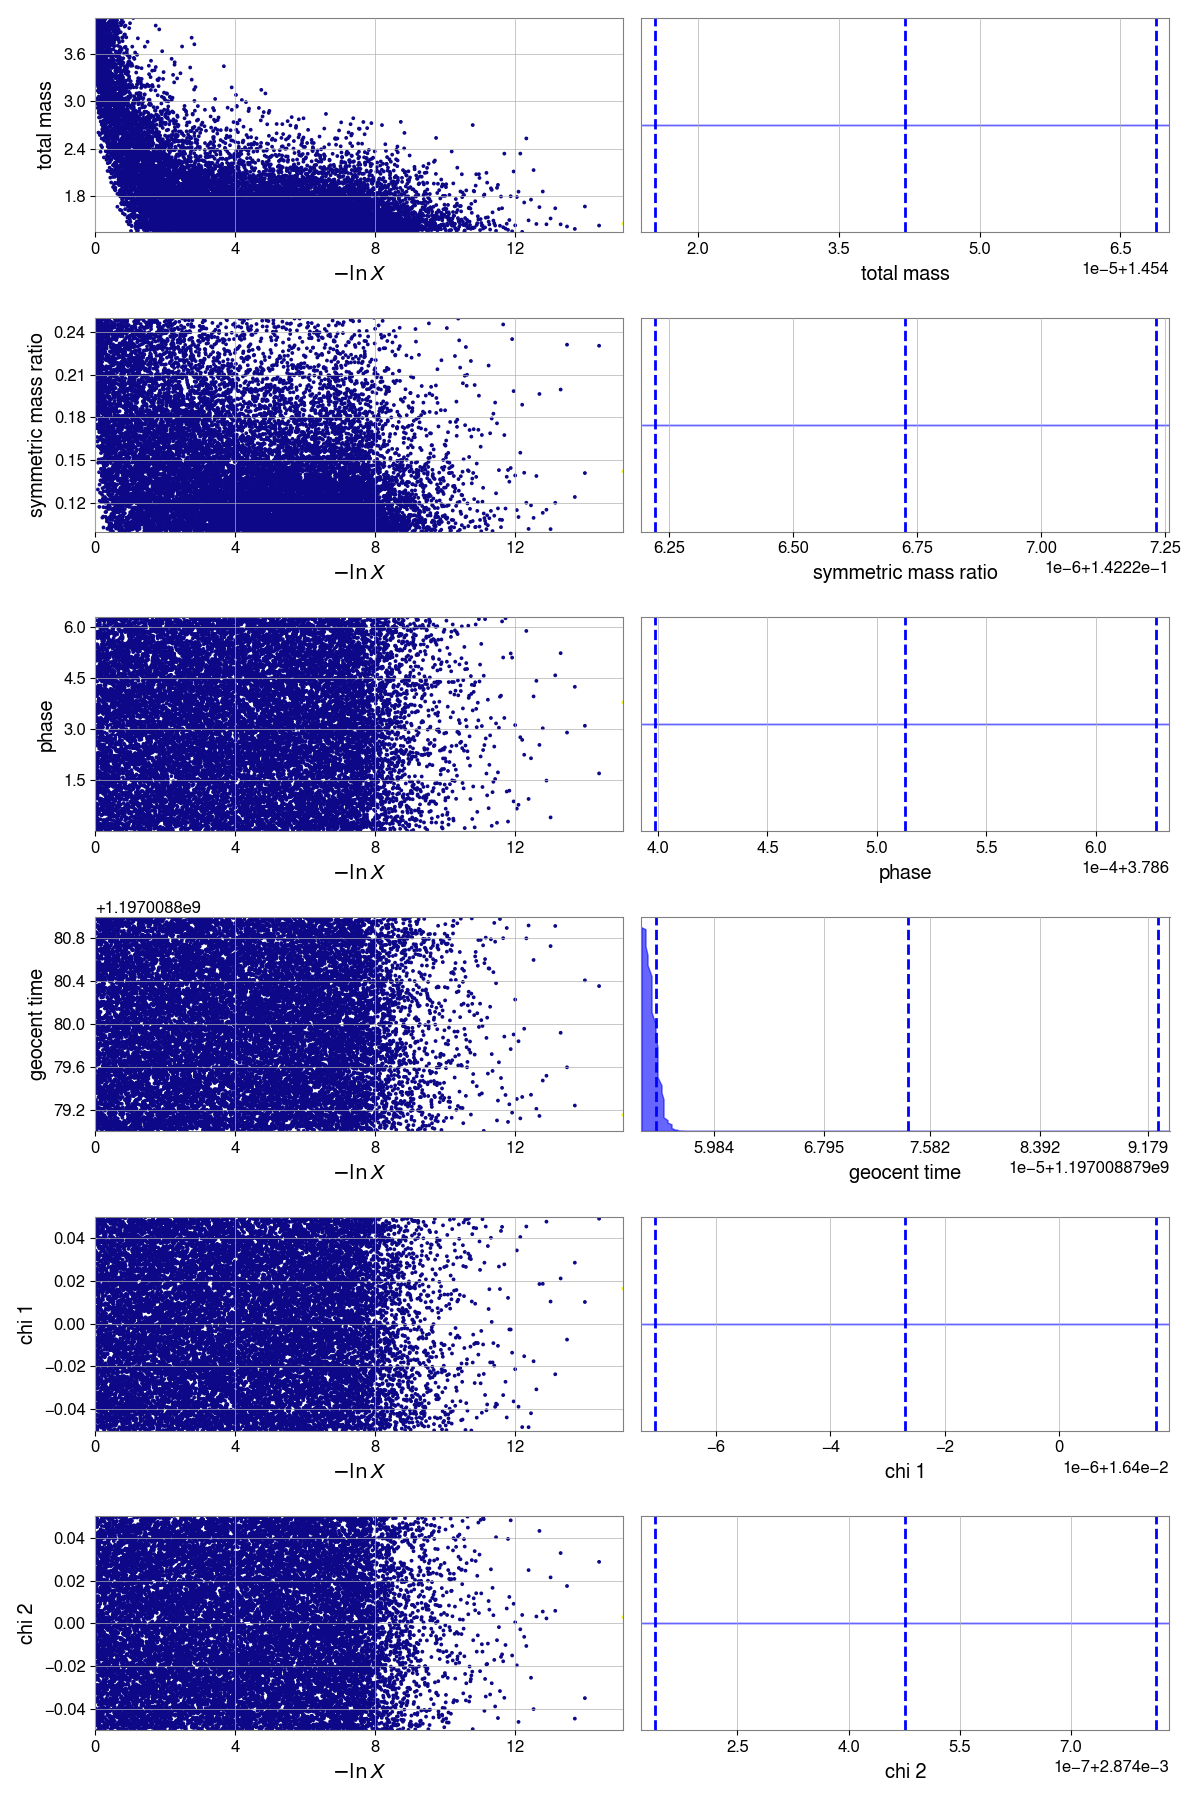 total mass
3.6
3.0
2.4
1.8
0 4 8 12
−ln X
2.0 3.5 5.0 6.5
1e−5+1.454
total mass
symmetric mass ratio
0.24
0.21
0.18
0.15
0.12
0 4 8 12
−ln X
6.25 6.50 6.75 7.00 7.25
1e−6+1.4222e−1
symmetric mass ratio
phase
6.0
4.5
3.0
1.5
0 4 8 12
−ln X
4.0 4.5 5.0 5.5 6.0
1e−4+3.786
phase
+1.1970088e9
geocent time
80.8
80.4
80.0
79.6
79.2
0 4 8 12
−ln X
5.984 6.795 7.582 8.392 9.179
1e−5+1.197008879e9
geocent time
chi 1
0.04
0.02
0.00
−0.02
−0.04
0 4 8 12
−ln X
−6 −4 −2 0
1e−6+1.64e−2
chi 1
chi 2
0.04
0.02
0.00
−0.02
−0.04
0 4 8 12
−ln X
2.5 4.0 5.5 7.0
1e−7+2.874e−3
chi 2